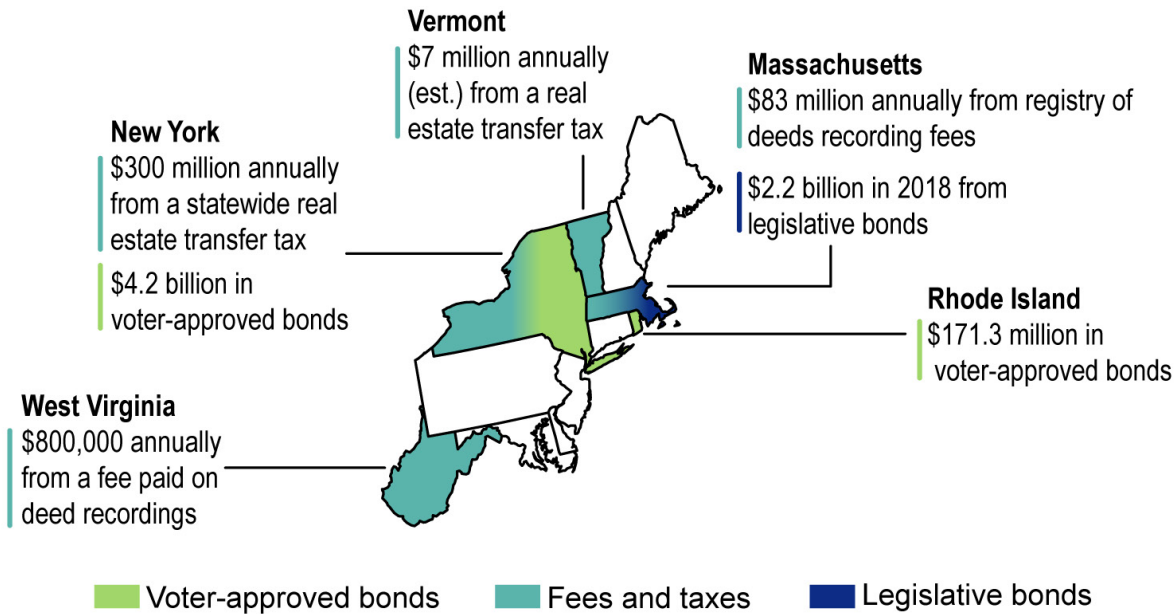 Vermont
$7 million annually
(est.) from a real
estate transfer tax
Massachusetts
$83 million annually from registry of
deeds recording fees
$2.2 billion in 2018 from
legislative bonds
New York
$300 million annually
from a statewide real
estate transfer tax
$4.2 billion in
voter-approved bonds
Rhode Island
$171.3 million in
voter-approved bonds
West Virginia
$800,000 annually
from a fee paid on
deed recordings
Voter-approved bonds
Fees and taxes
Legislative bonds